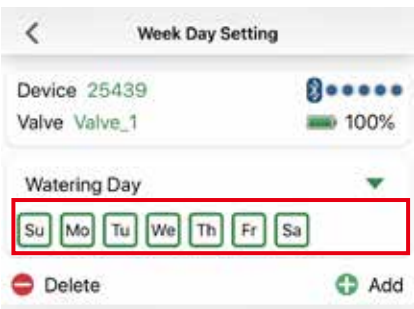 Week Day Setting
Device 25439
Valve Valve_1 100%
Watering Day
Su Mo Tu We Th Fr Sa
Delete Add